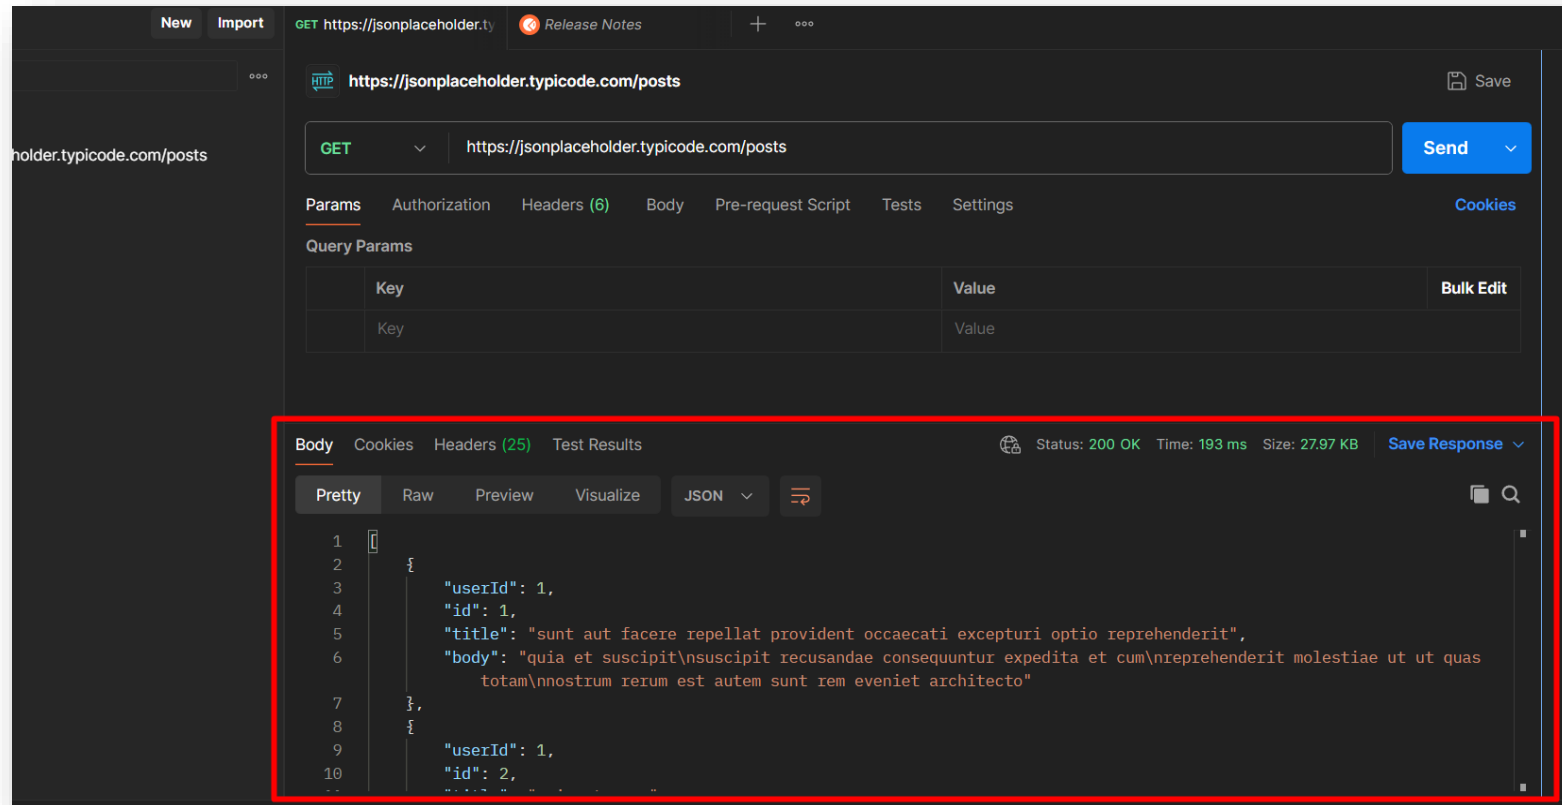 New Import GET https://jsonplaceholder.ty Release Notes
https://jsonplaceholder.typicode.com/posts Save
GET https://jsonplaceholder.typicode.com/posts Send
holder.typicode.com/posts
Params Authorization Headers (6) Body Pre-request Script Tests Settings Cookies
Query Params
Key Value Bulk Edit
Key Value
Body Cookies Headers (25) Test Results Status: 200 OK Time: 193 ms Size: 27.97 KB Save Response
Pretty Raw Preview Visualize JSON
1 [
2 {
3 "userId": 1,
4 "id": 1,
5 "title": "sunt aut facere repellat provident occaecati excepturi optio reprehenderit",
6 "body": "quia et suscipit\nsuscipit recusandae consequuntur expedita et cum\nreprehenderit molestiae ut ut quas
totam\nnostrum rerum est autem sunt rem eveniet architecto"
7 },
8 {
9 "userId": 1,
10 "id": 2,